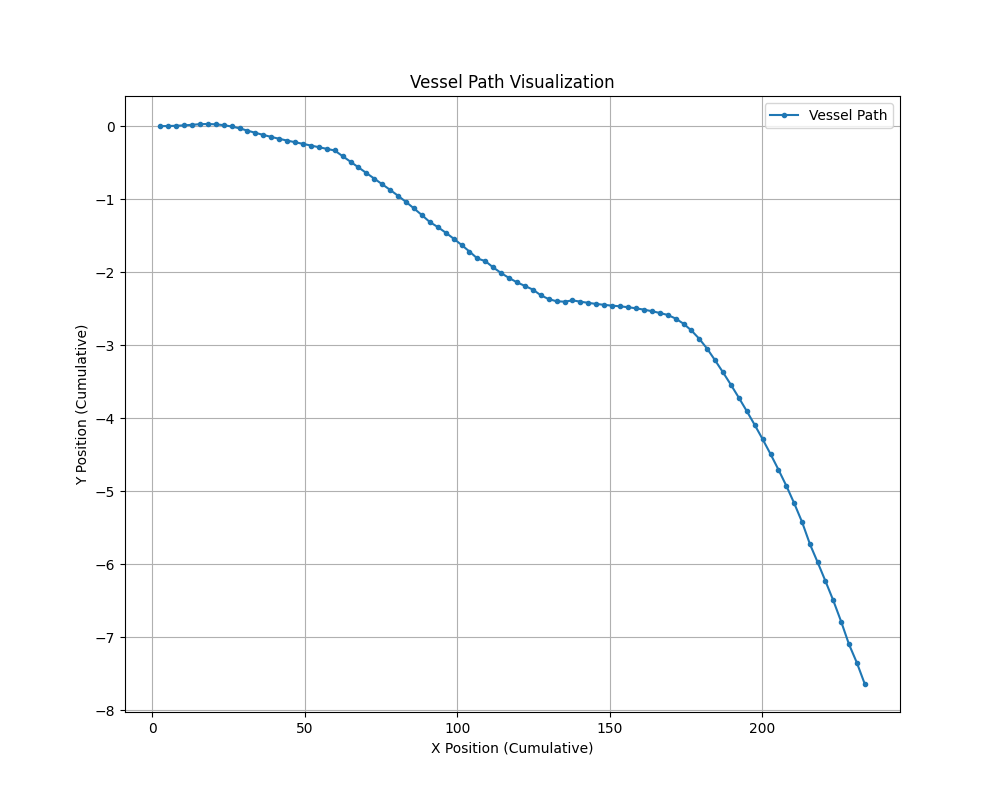 Vessel Path Visualization
Vessel Path
Y Position (Cumulative)
0
−1
−2
−3
−4
−5
−6
−7
−8
0 50 100 150 200
X Position (Cumulative)